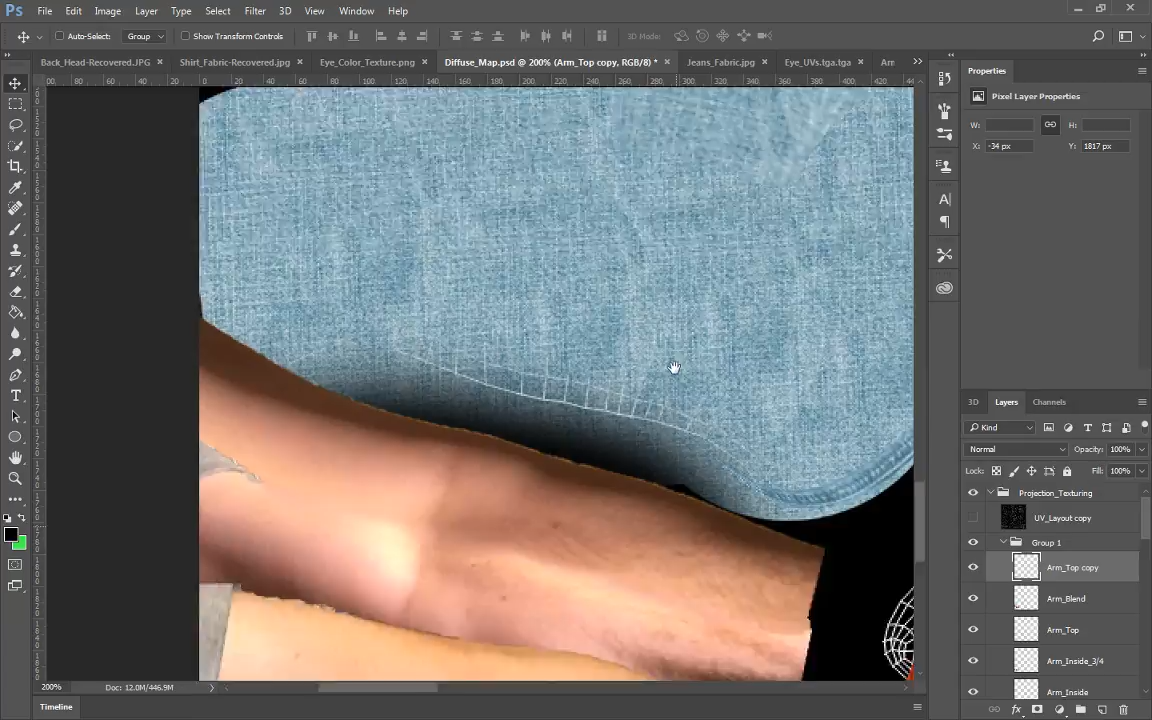 Ps File Edit Image Layer Type Select Filter 3D View Window Help
Auto-Select: Group Show Transform Controls 3D Mode:
Back_Head-Recovered.JPG × Shirt_Fabric-Recovered.jpg × Eye_Color_Texture.png × Diffuse_Map.psd @ 200% (Arm_Top copy, RGB/8) * × Jeans_Fabric.jpg × Eye_UVs.tga.tga × Arm
Properties
Pixel Layer Properties
W: H:
X: -34 px Y: 1817 px
3D Layers Channels
Kind
Normal Opacity: 100%
Lock: Fill: 100%
Projection_Texturing
UV_Layout copy
Group 1
Arm_Top copy
Arm_Blend
Arm_Top
Arm_Inside_3/4
Arm_Inside
200% Doc: 12.0M/446.9M
Timeline